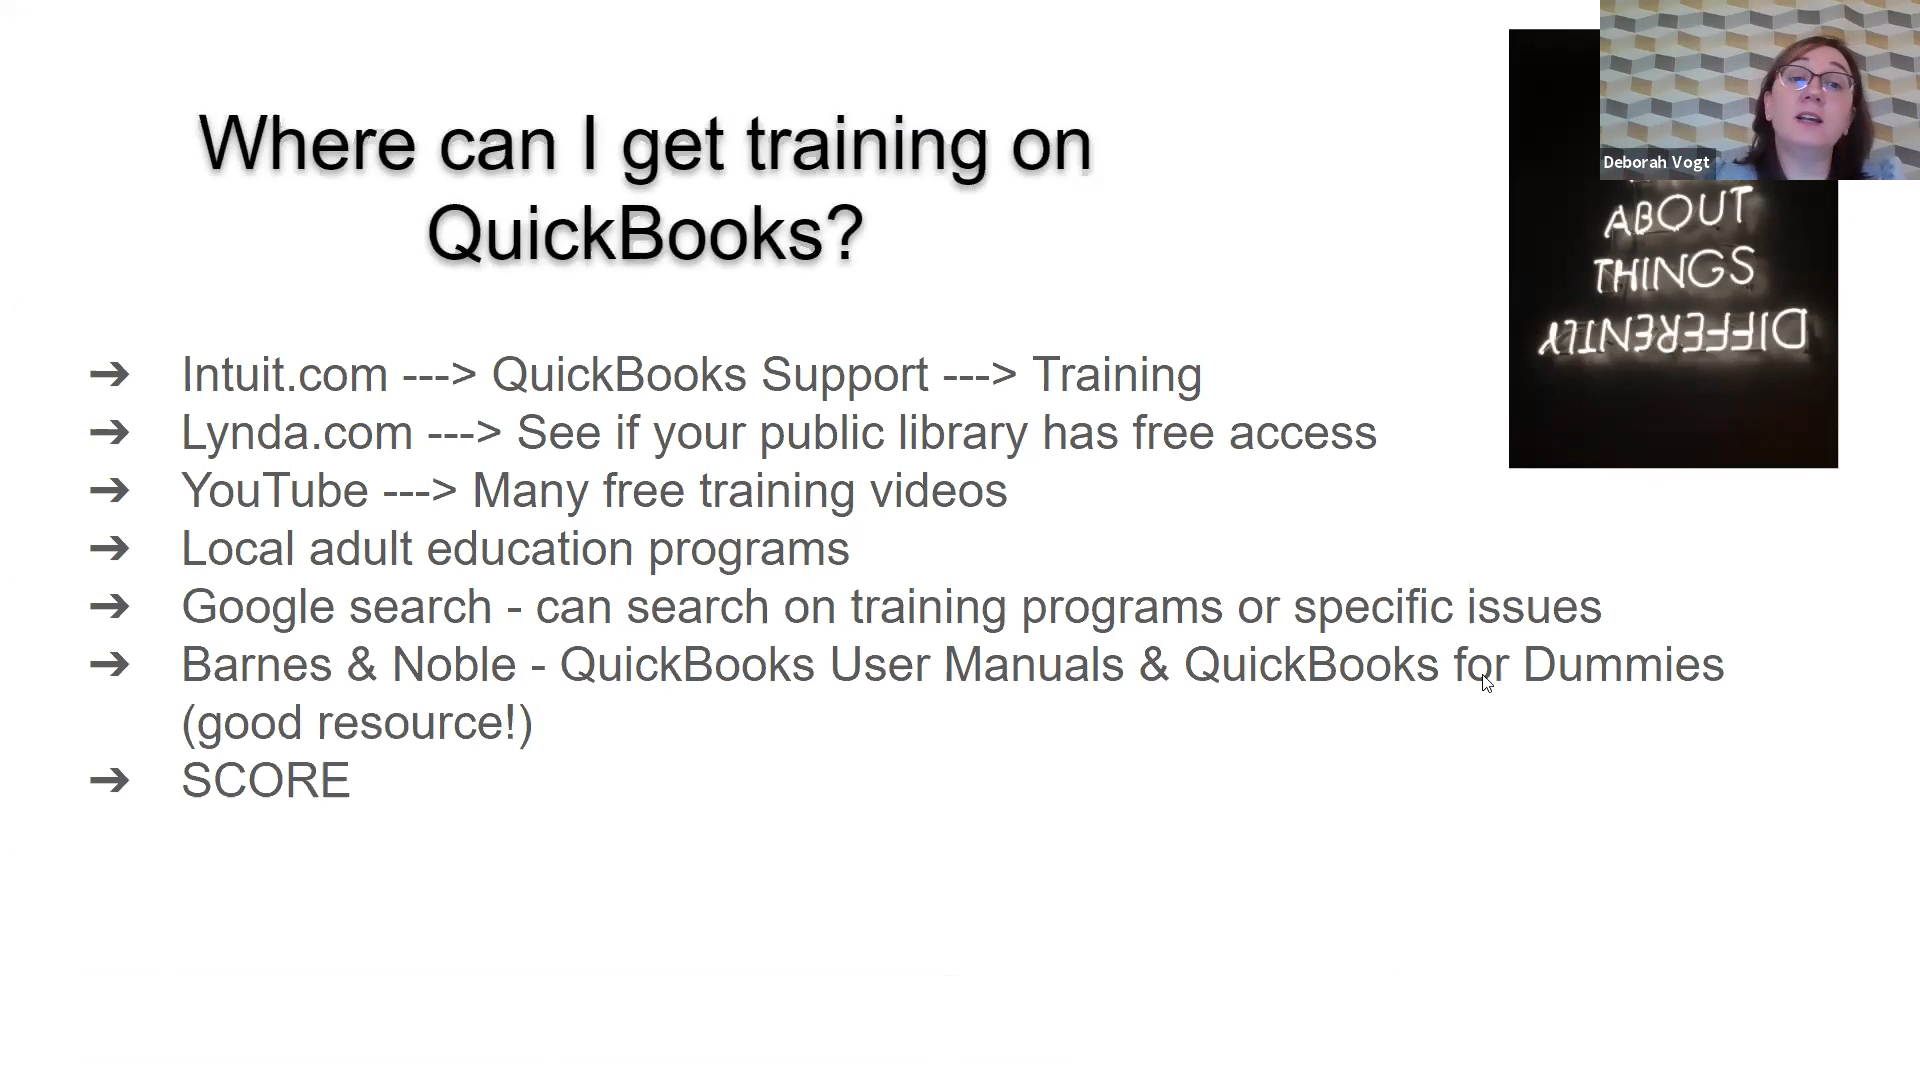 Where can I get training on
QuickBooks?
Deborah Vogt
ABOUT
THINGS
DIFFERENTLY
➔ Intuit.com ---> QuickBooks Support ---> Training
➔ Lynda.com ---> See if your public library has free access
➔ YouTube ---> Many free training videos
➔ Local adult education programs
➔ Google search - can search on training programs or specific issues
➔ Barnes & Noble - QuickBooks User Manuals & QuickBooks for Dummies
(good resource!)
➔ SCORE